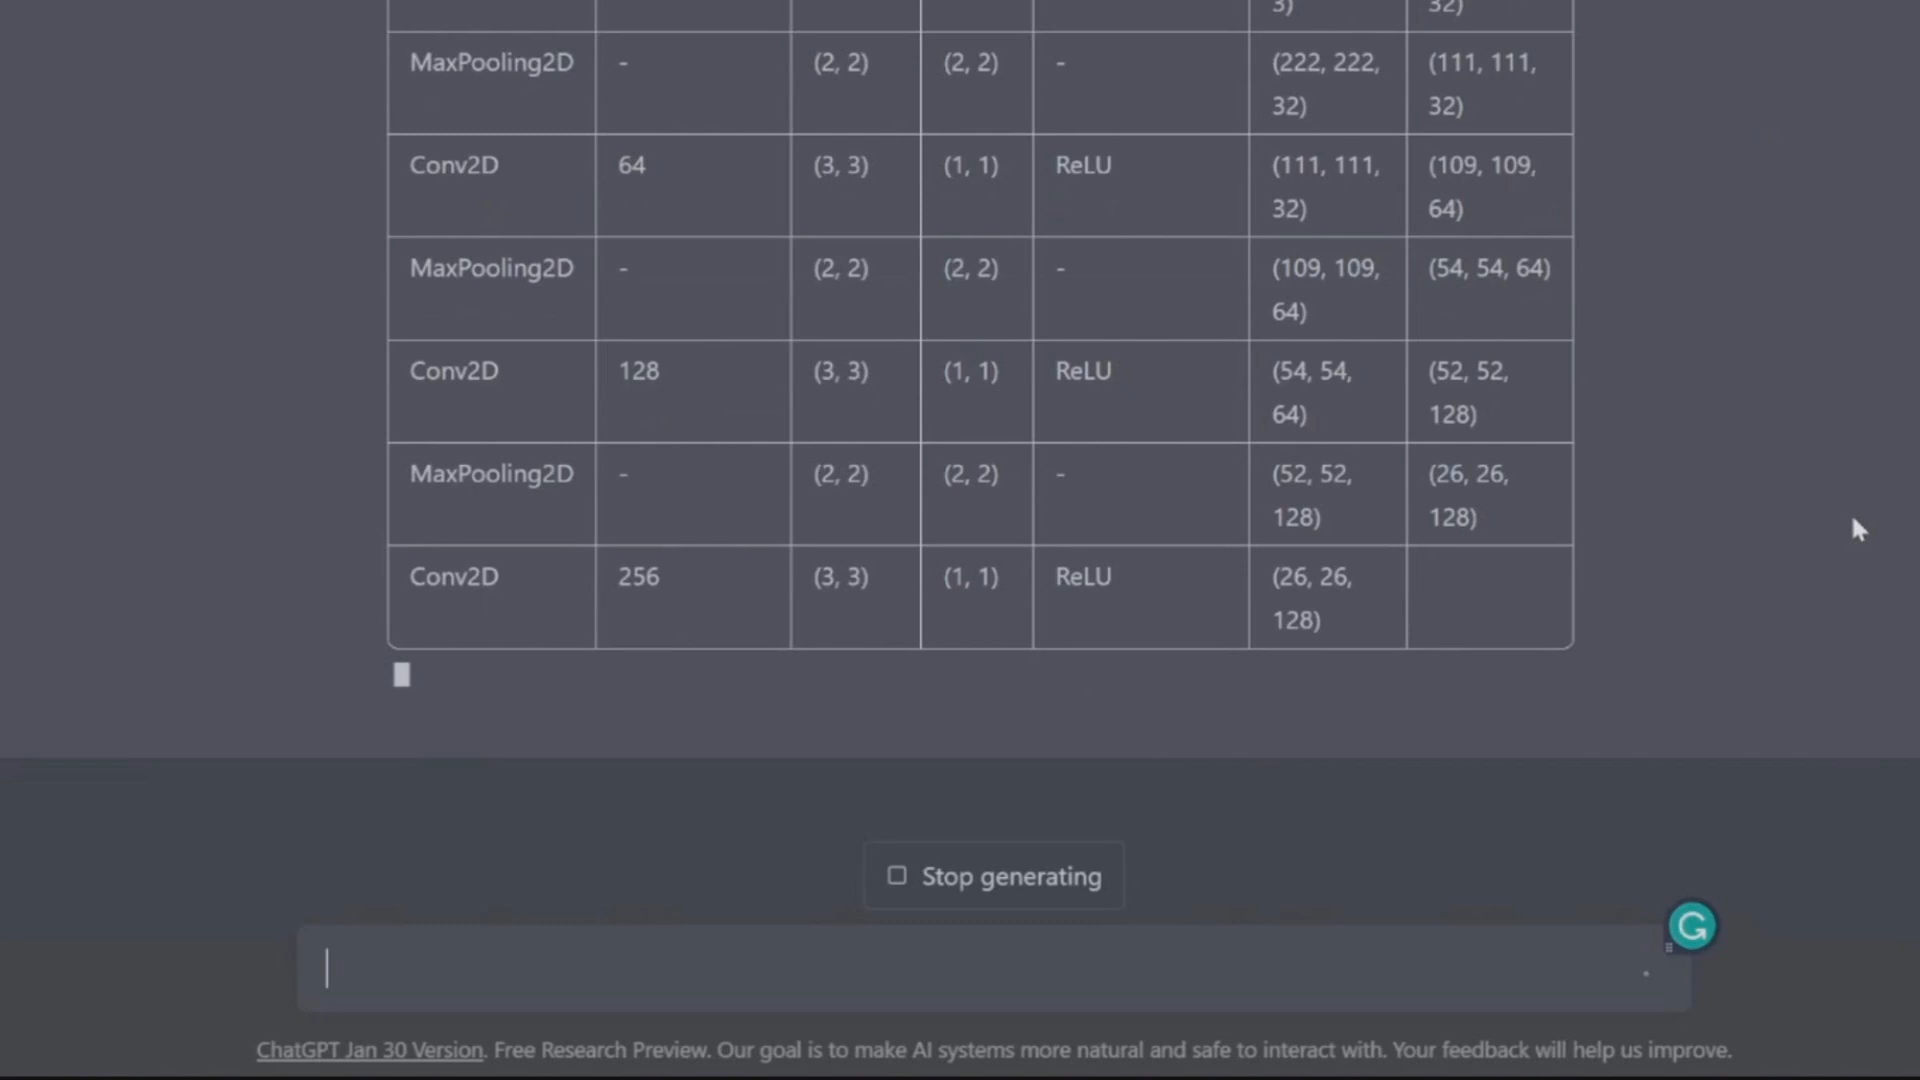 3) 32)
MaxPooling2D - (2, 2) (2, 2) - (222, 222, (111, 111,
32) 32)
Conv2D 64 (3, 3) (1, 1) ReLU (111, 111, (109, 109,
32) 64)
MaxPooling2D - (2, 2) (2, 2) - (109, 109, (54, 54, 64)
64)
Conv2D 128 (3, 3) (1, 1) ReLU (54, 54, (52, 52,
64) 128)
MaxPooling2D - (2, 2) (2, 2) - (52, 52, (26, 26,
128) 128)
Conv2D 256 (3, 3) (1, 1) ReLU (26, 26,
128)
Stop generating
ChatGPT Jan 30 Version. Free Research Preview. Our goal is to make AI systems more natural and safe to interact with. Your feedback will help us improve.